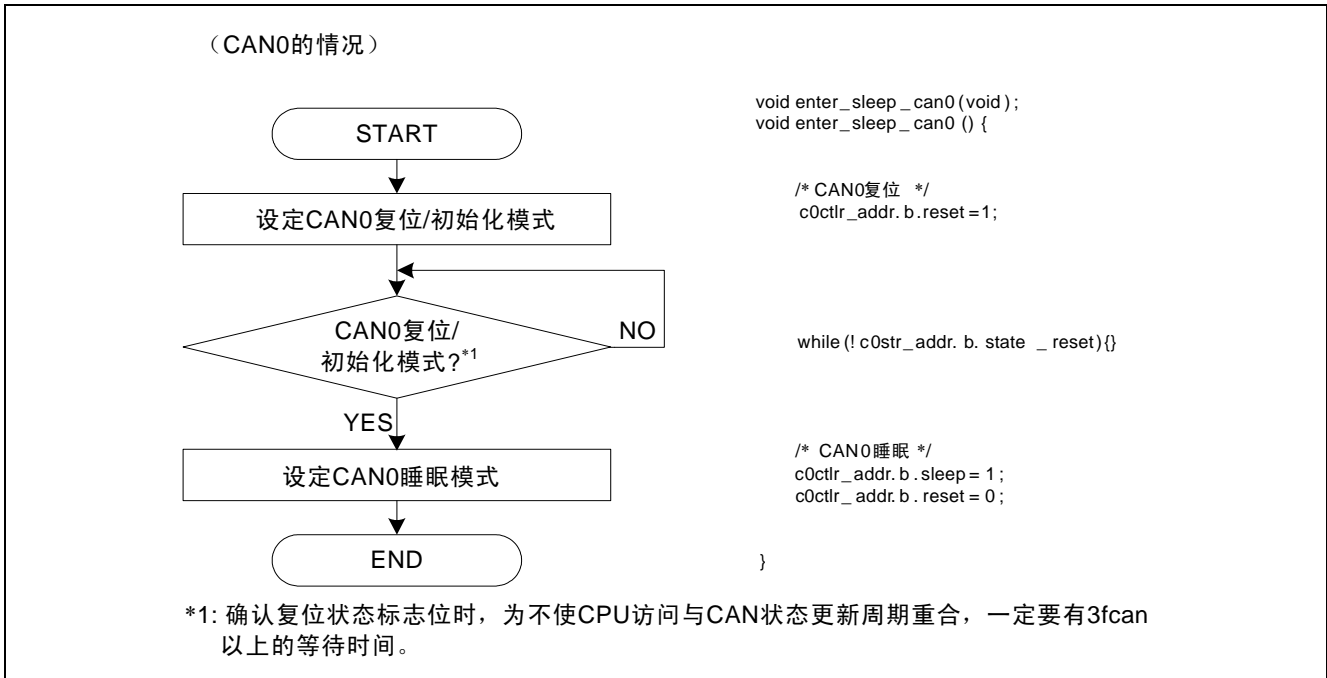 （CAN0的情况）
START
设定CAN0复位/初始化模式
CAN0复位/
初始化模式?*1
NO
YES
设定CAN0睡眠模式
END
void enter_sleep_can0 (void);
void enter_sleep_can0 () {
/* CAN0复位 */
c0ctlr_addr.b.reset=1;
while (! c0str_addr. b. state _ reset){}
/* CAN0睡眠 */
c0ctlr_addr.b.sleep= 1;
c0ctlr_ addr. b . reset = 0;
}
*1: 确认复位状态标志位时，为不使CPU访问与CAN状态更新周期重合，一定要有3fcan
以上的等待时间。